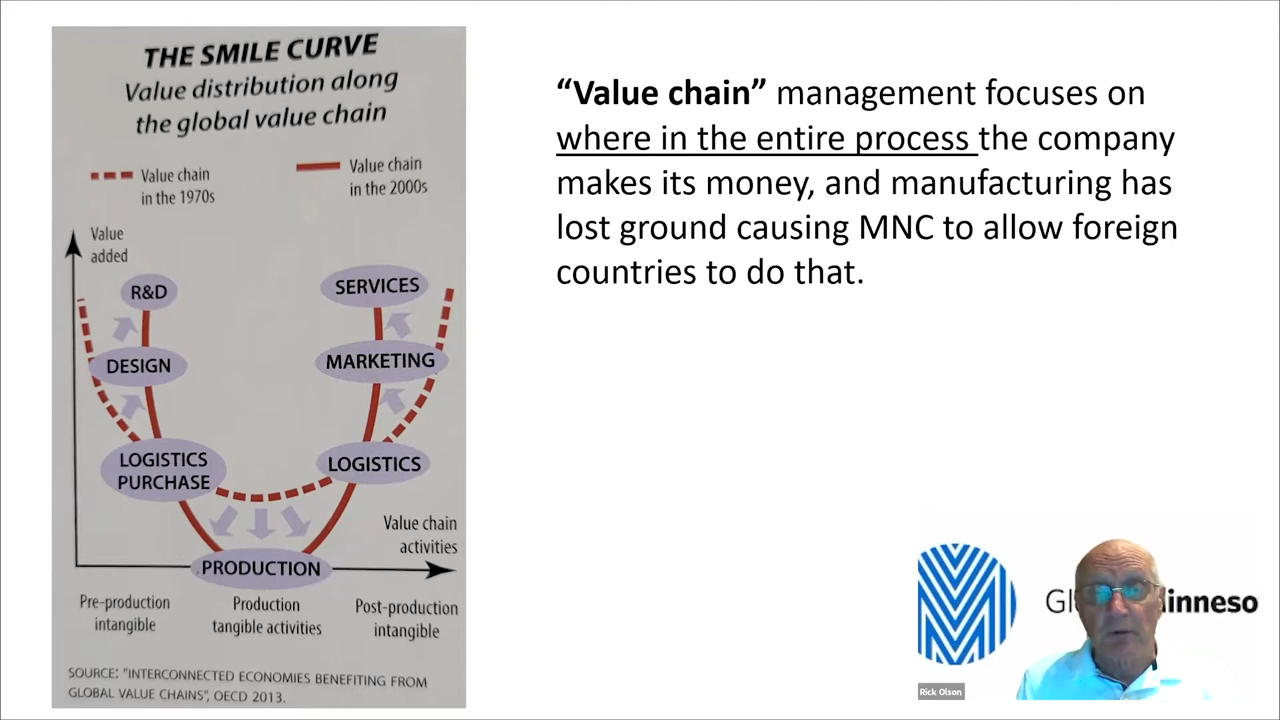 THE SMILE CURVE
Value distribution along
the global value chain
Value chain
in the 1970s
Value chain
in the 2000s
Value
added
R&D
SERVICES
DESIGN
MARKETING
LOGISTICS
PURCHASE
LOGISTICS
Value chain
activities
PRODUCTION
Pre-production
intangible
Production
tangible activities
Post-production
intangible
SOURCE: "INTERCONNECTED ECONOMIES BENEFITING FROM
GLOBAL VALUE CHAINS", OECD 2013.
“Value chain” management focuses on
where in the entire process the company
makes its money, and manufacturing has
lost ground causing MNC to allow foreign
countries to do that.
Rick Olson